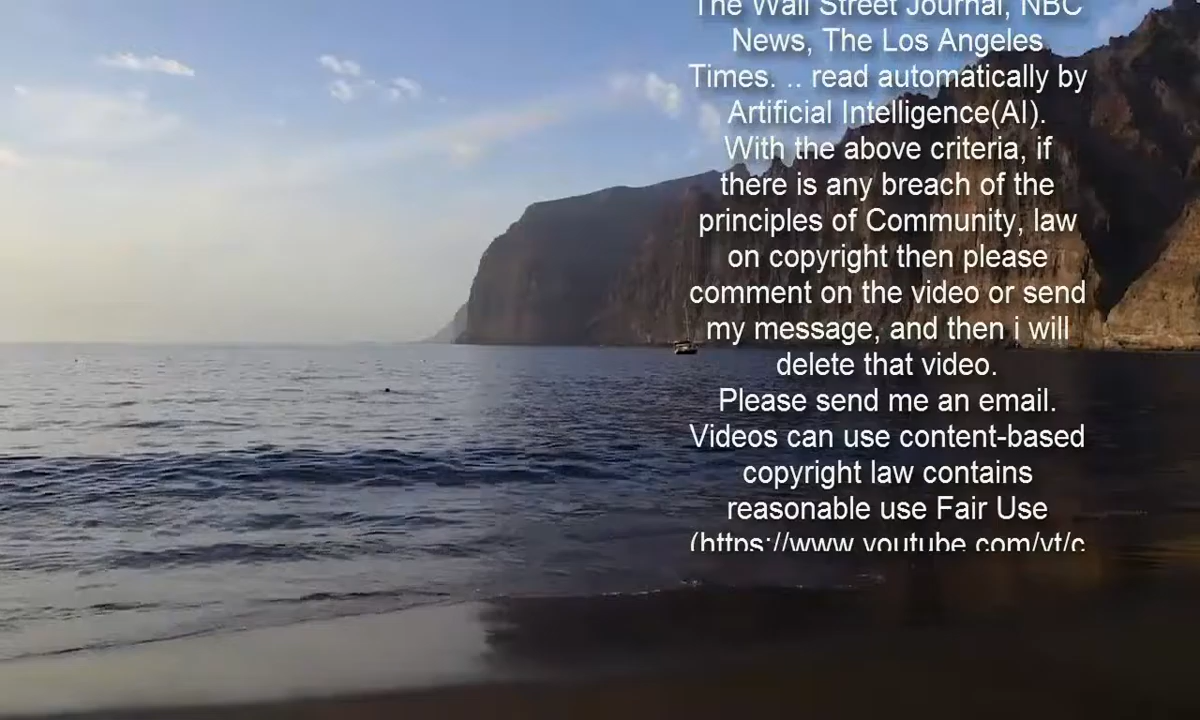 The Wall Street Journal, NBC
News, The Los Angeles
Times. .. read automatically by
Artificial Intelligence(AI).
With the above criteria, if
there is any breach of the
principles of Community, law
on copyright then please
comment on the video or send
my message, and then i will
delete that video.
Please send me an email.
Videos can use content-based
copyright law contains
reasonable use Fair Use
(https://www.youtube.com/yt/c